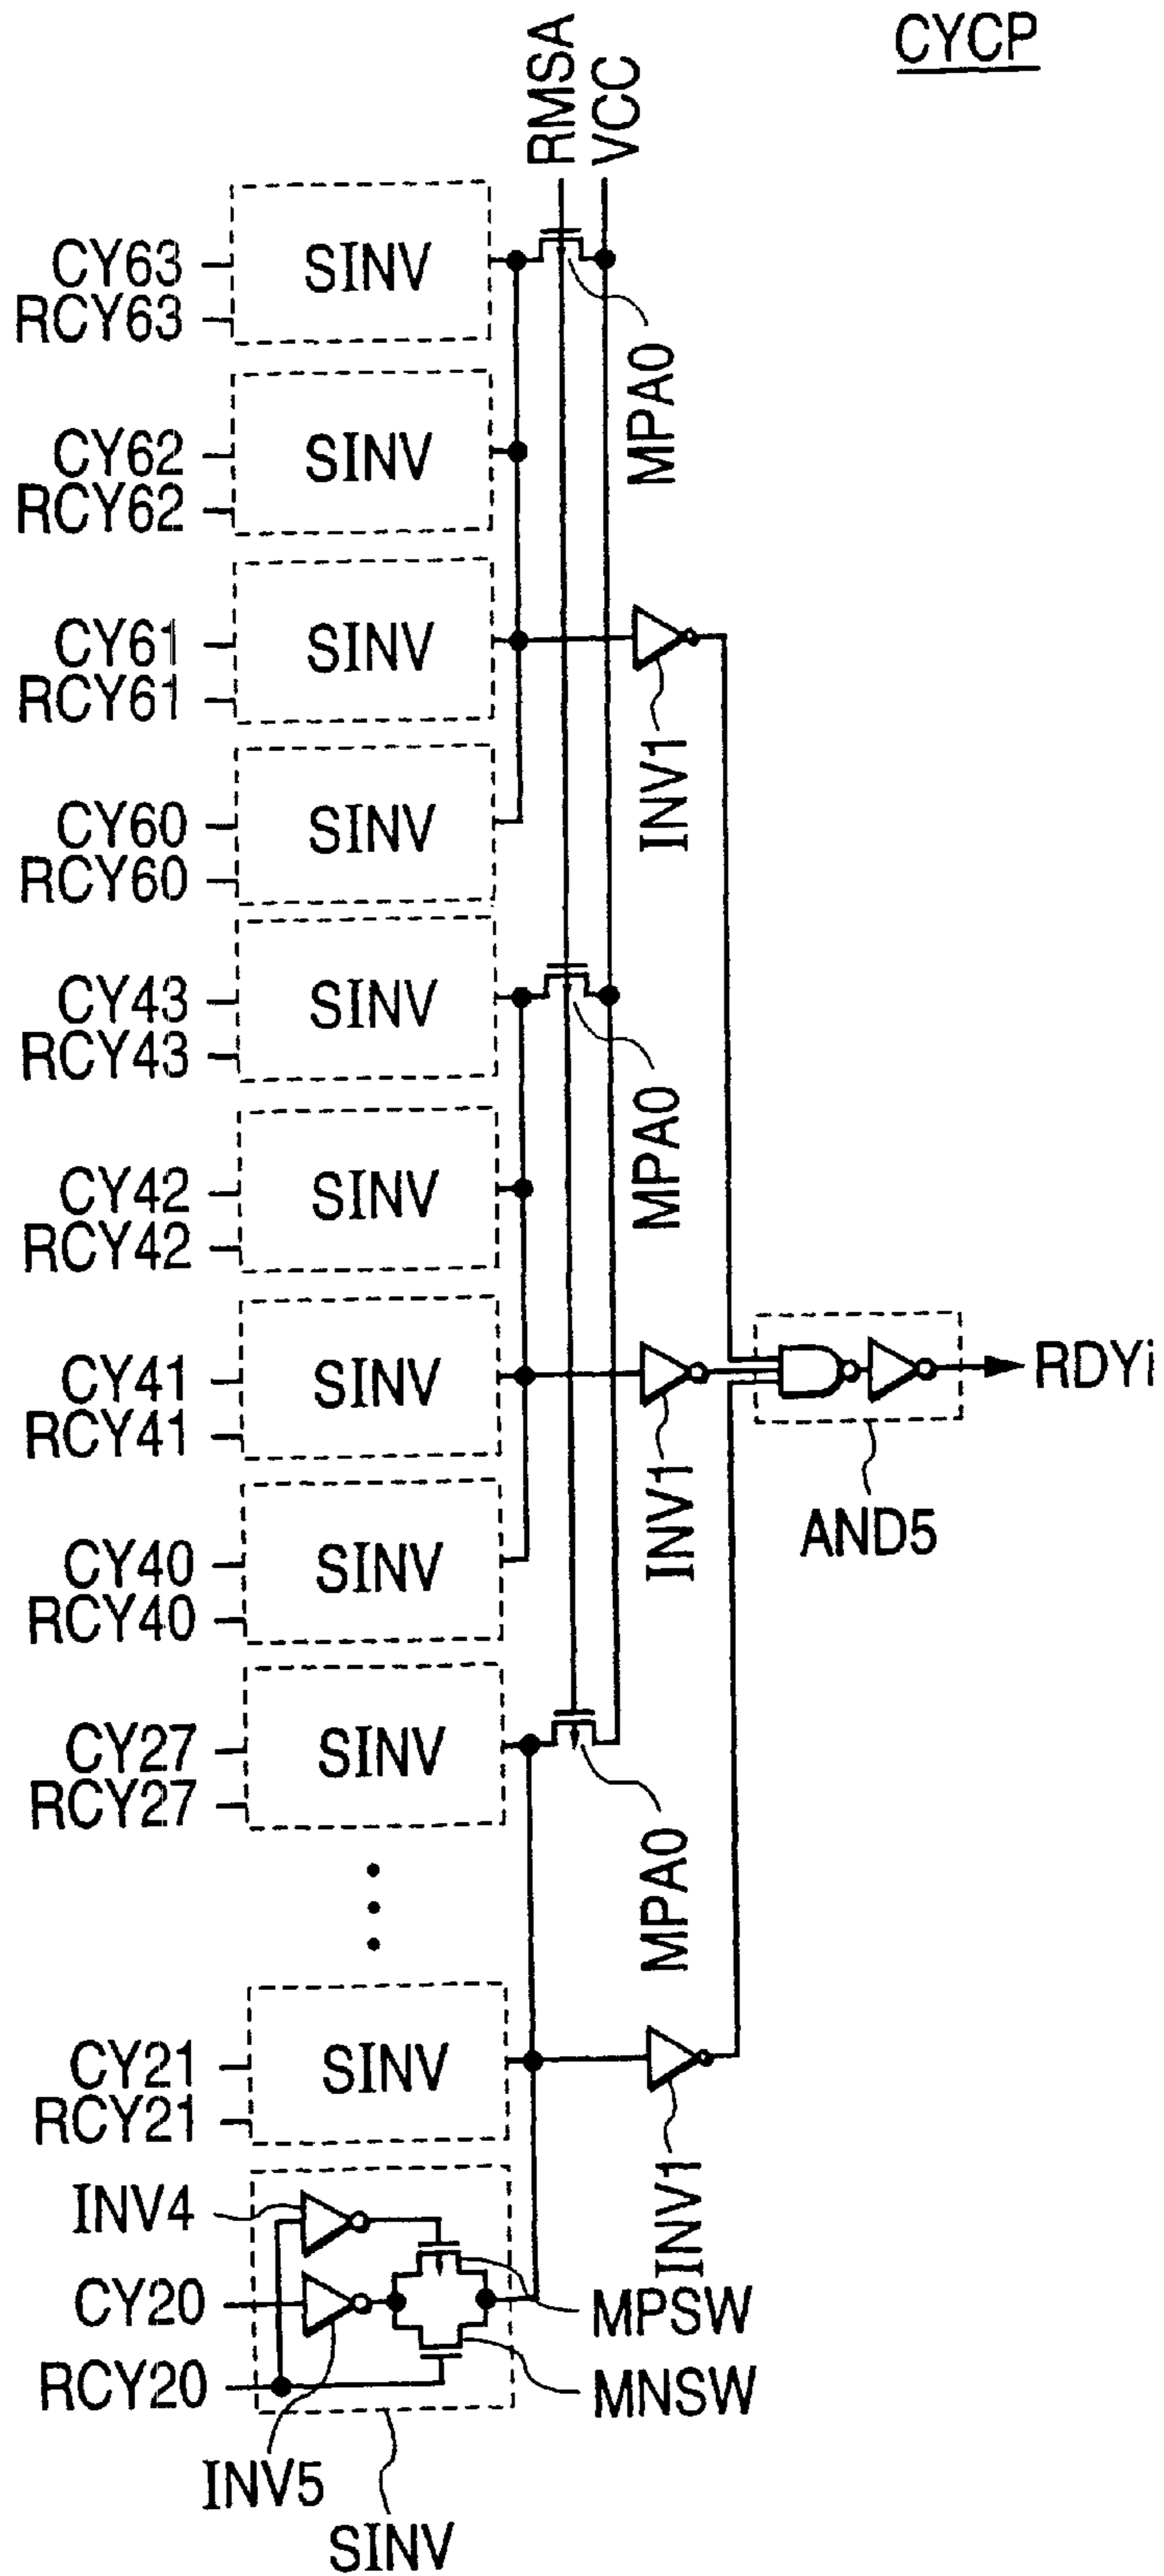 CYCP
RMSA
VCC
CY63
RCY63
SINV
MPA0
CY62
RCY62
SINV
CY61
RCY61
SINV
INV1
CY60
RCY60
SINV
CY43
RCY43
SINV
MPA0
CY42
RCY42
SINV
CY41
RCY41
SINV
INV1
RDYi
AND5
CY40
RCY40
SINV
CY27
RCY27
SINV
MPA0
CY21
RCY21
SINV
INV1
INV4
CY20
MPSW
RCY20
MNSW
INV5
SINV